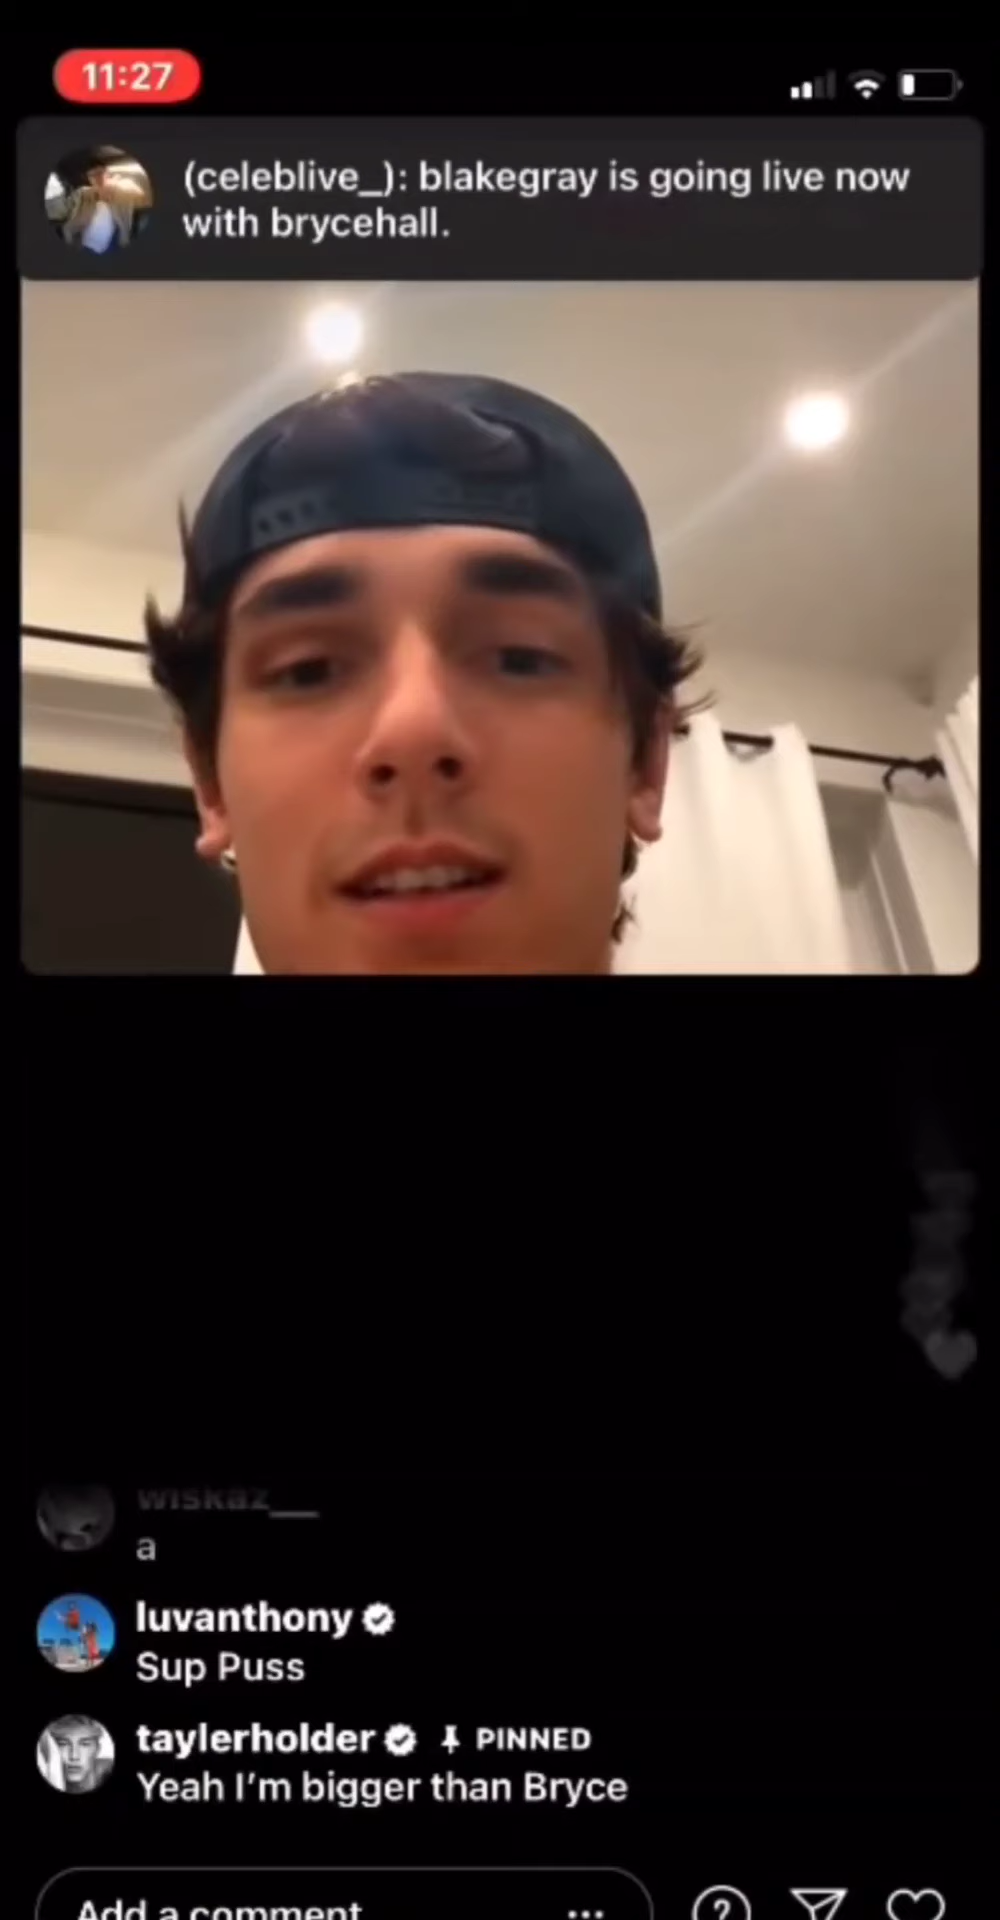 11:27
(celeblive_): blakegray is going live now
with brycehall.
wiskaz__
a
luvanthony
Sup Puss
taylerholder PINNED
Yeah I'm bigger than Bryce
Add a comment ...
?